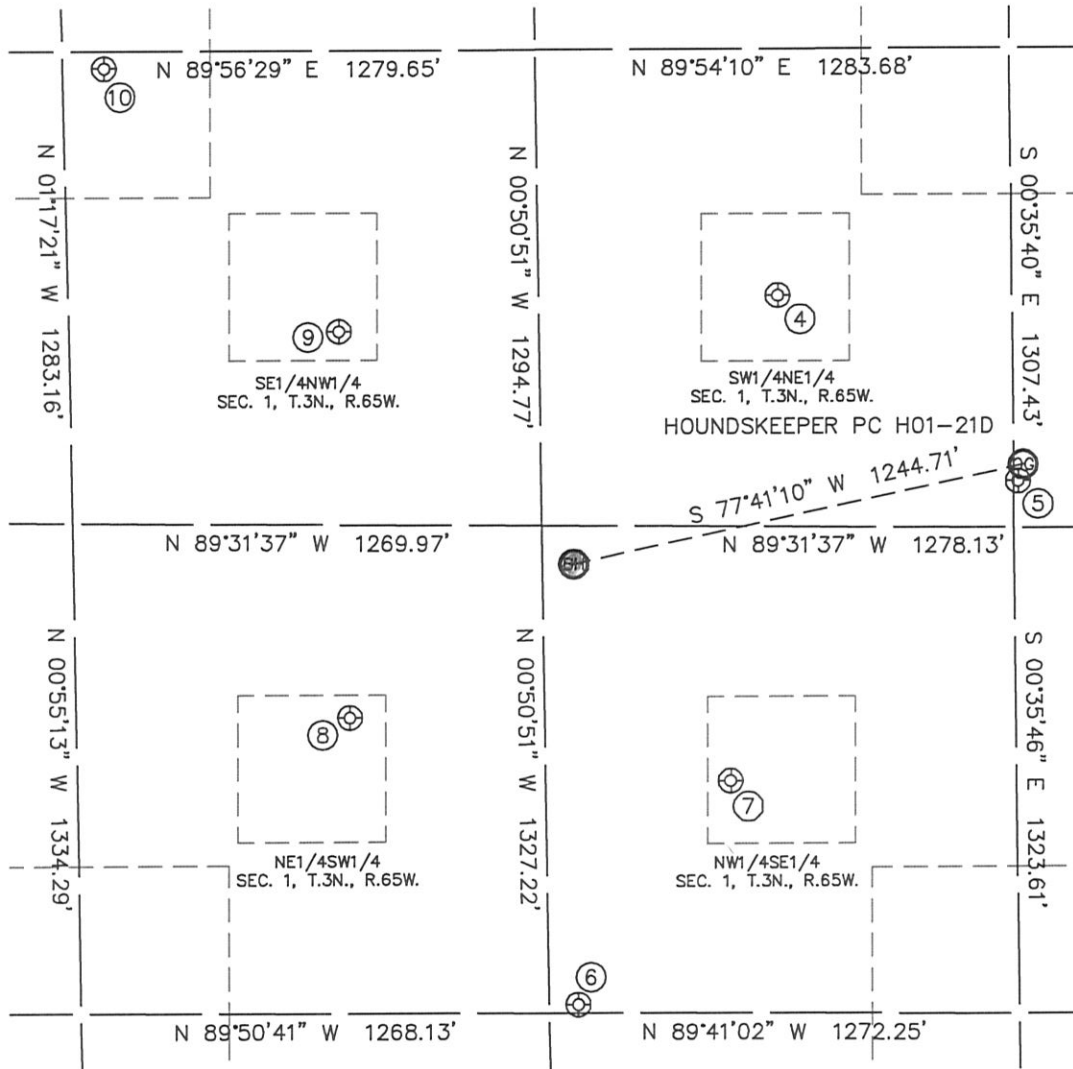 N 89°56'29" E 1279.65'
N 89°54'10" E 1283.68'
10
N 01°17'21" W 1283.16'
N 00°50'51" W 1294.77'
S 00°35'40" E 1307.43'
9
4
SE1/4NW1/4
SEC. 1, T.3N., R.65W.
SW1/4NE1/4
SEC. 1, T.3N., R.65W.
HOUNDSKEEPER PC H01-21D
S 77°41'10" W 1244.71'
5
N 89°31'37" W 1269.97'
N 89°31'37" W 1278.13'
SH
N 00°55'13" W 1334.29'
N 00°50'51" W 1327.22'
S 00°35'46" E 1323.61'
8
7
NE1/4SW1/4
SEC. 1, T.3N., R.65W.
NW1/4SE1/4
SEC. 1, T.3N., R.65W.
6
N 89°50'41" W 1268.13'
N 89°41'02" W 1272.25'